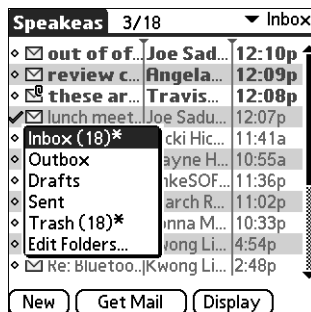 Speakeas 3/18 Inbox
out of of... Joe Sad... 12:10p
review c... Angela... 12:09p
these ar... Travis... 12:08p
lunch meet... Joe Sadu... 12:07p
Inbox (18)* cki Hic... 11:41a
Outbox ayne H... 10:55a
Drafts nkeSOF... 11:36p
Sent arch R... 11:02p
Trash (18)* onna M... 10:33p
Edit Folders... wong Li... 4:54p
Re: Bluetoo.. Kwong Li... 2:48p
New Get Mail Display